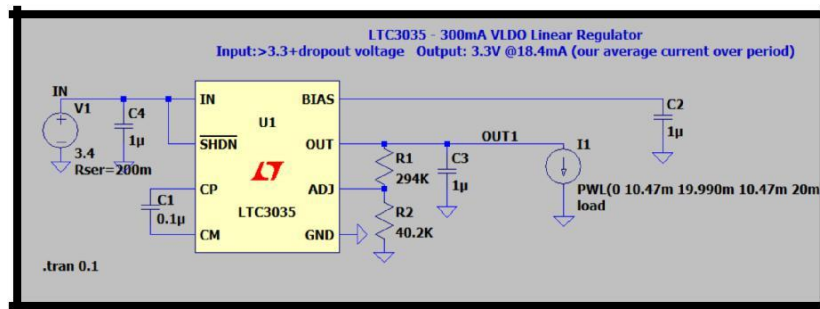 LTC3035 - 300mA VLDO Linear Regulator
Input:>3.3+dropout voltage Output: 3.3V @18.4mA (our average current over period)
IN
V1
3.4
Rser=200m
C4
1µ
C1
0.1µ
IN
SHDN
CP
CM
U1
LTC3035
BIAS
OUT
ADJ
GND
R1
294K
R2
40.2K
C3
1µ
OUT1
C2
1µ
I1
PWL(0 10.47m 19.990m 10.47m 20m
load
.tran 0.1